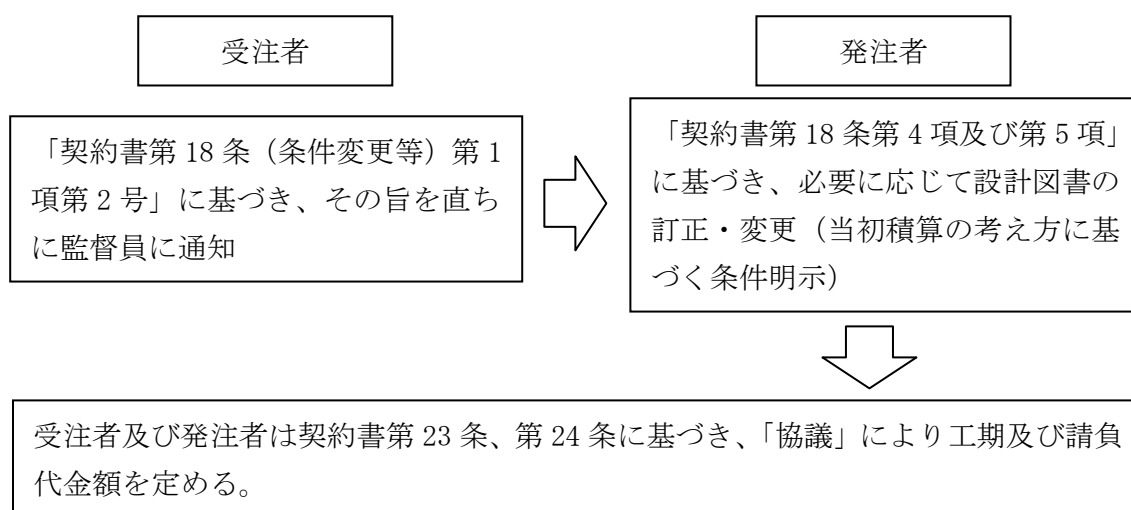 受注者
発注者
「契約書第 18 条（条件変更等）第 1
項第 2 号」に基づき、その旨を直ち
に監督員に通知
「契約書第 18 条第 4 項及び第 5 項」
に基づき、必要に応じて設計図書の
訂正・変更（当初積算の考え方に基
づく条件明示）
受注者及び発注者は契約書第 23 条、第 24 条に基づき、「協議」により工期及び請負
代金額を定める。